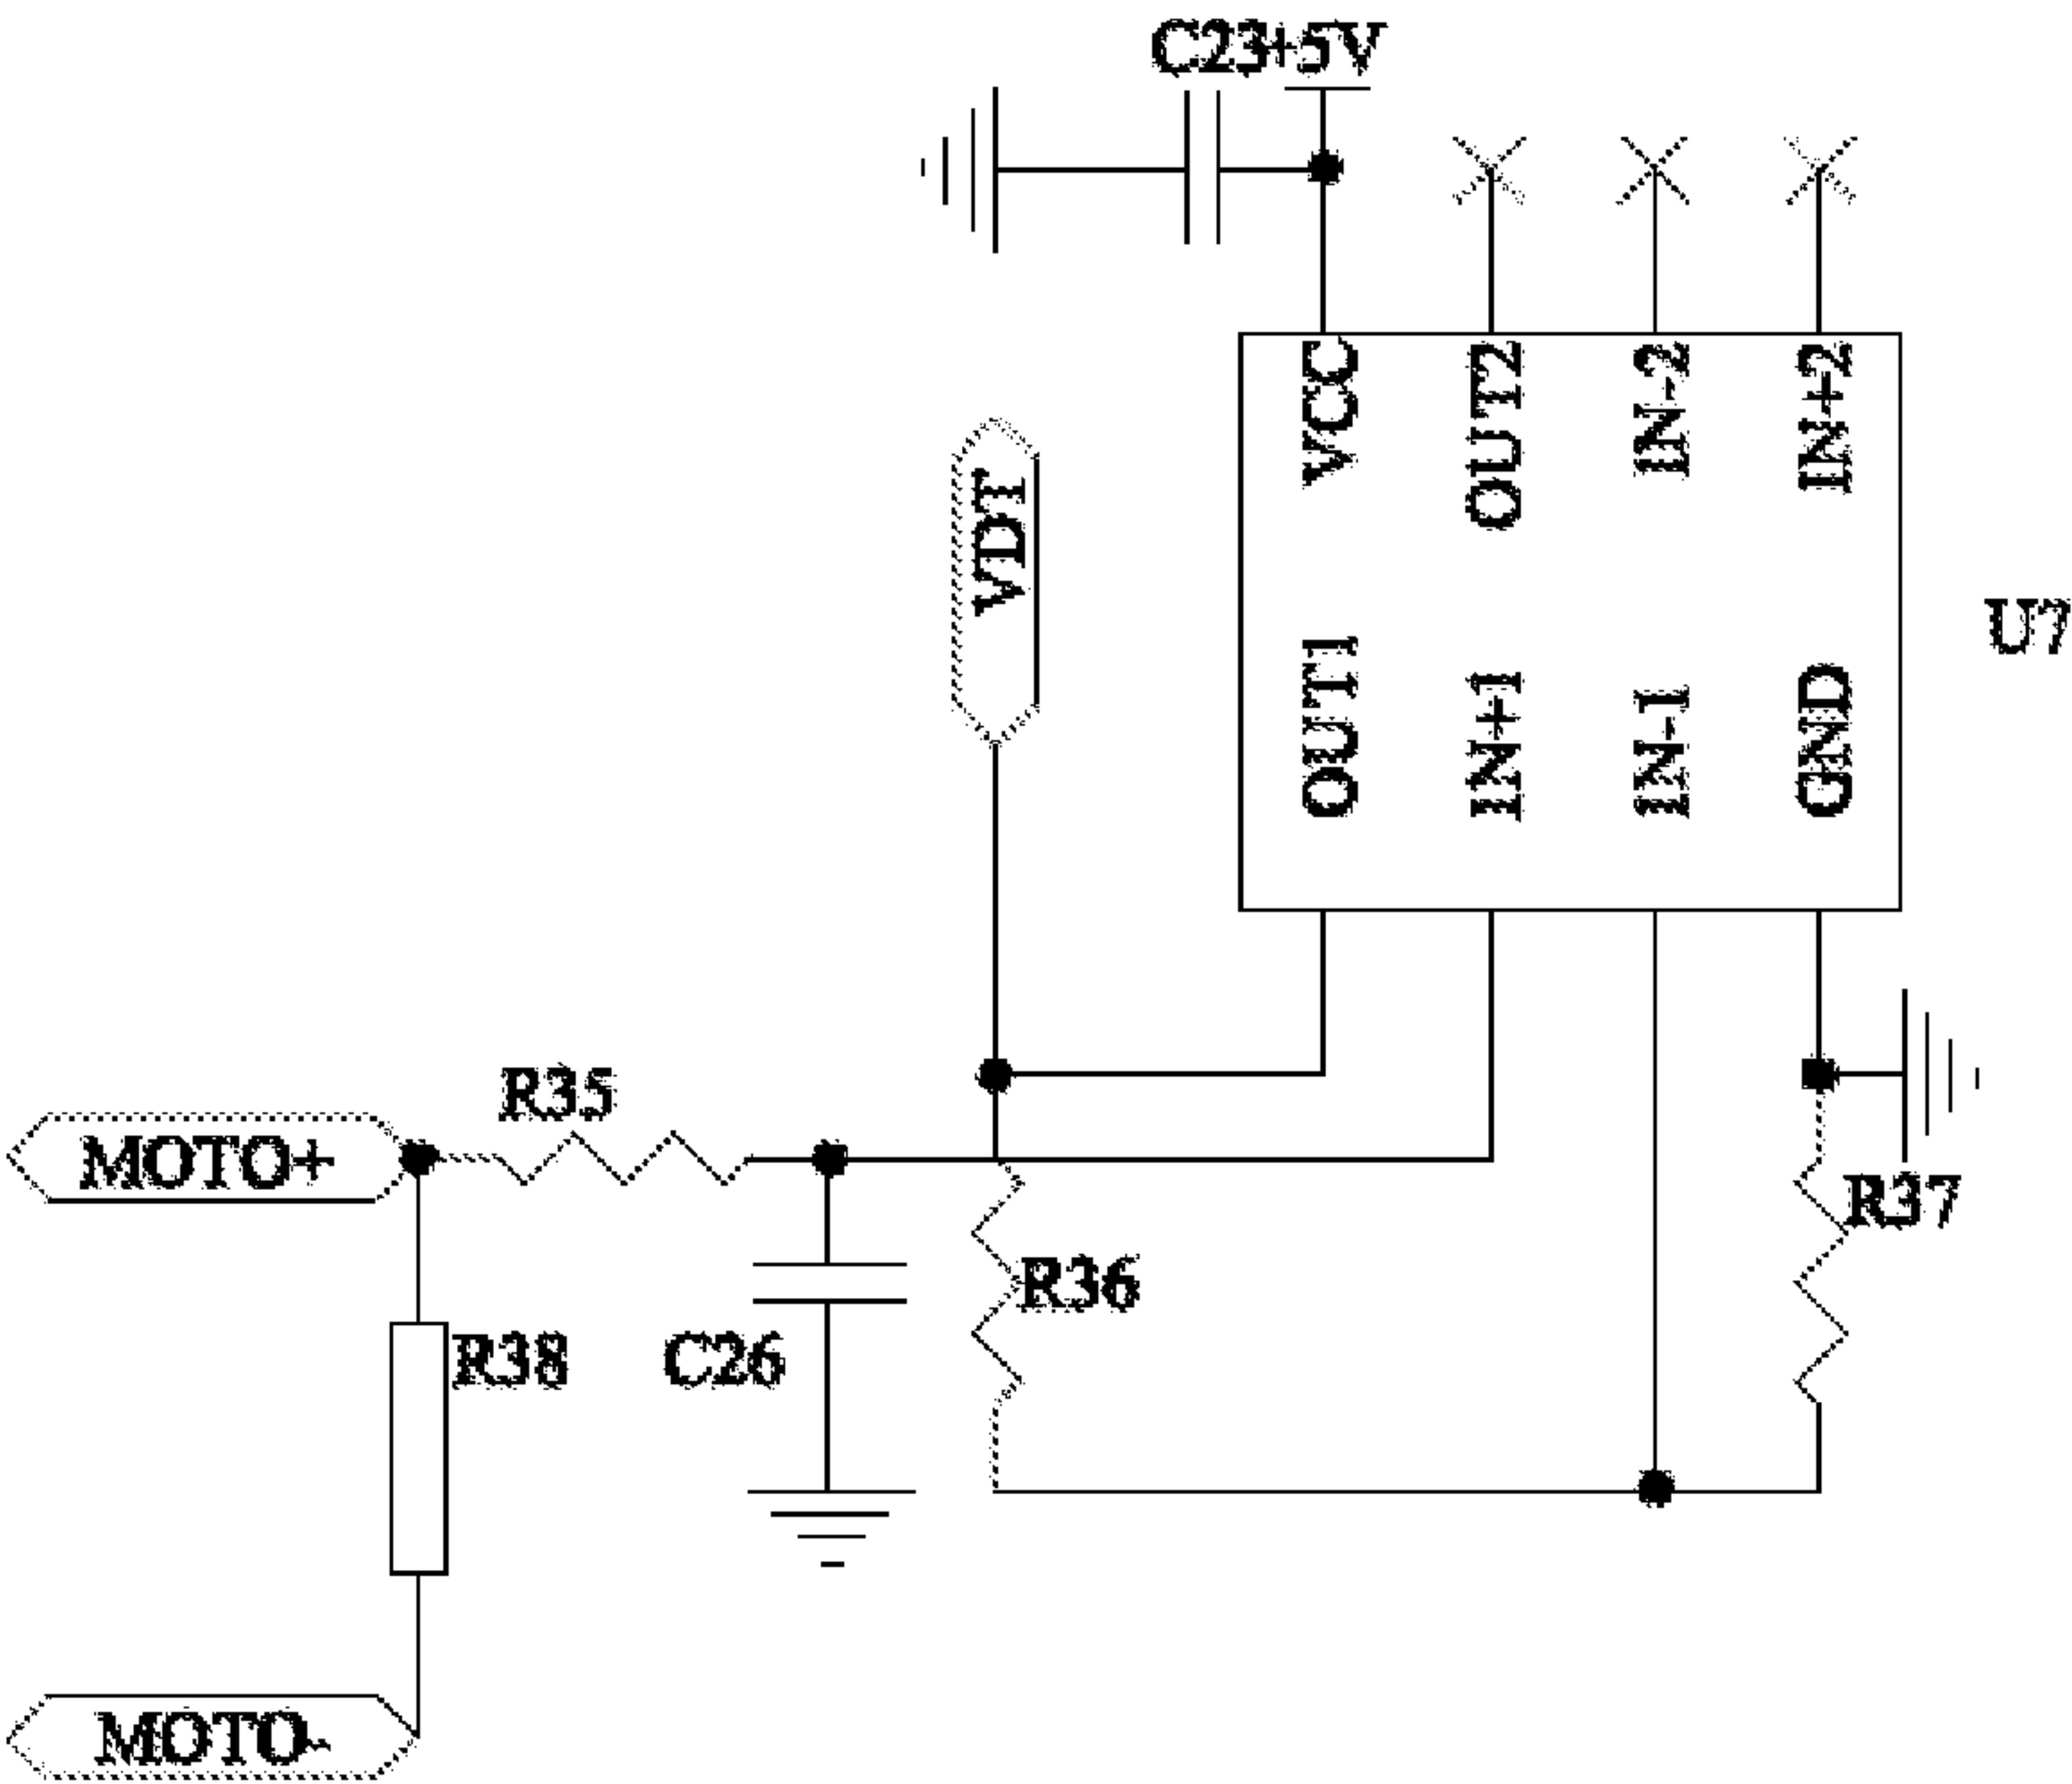 C23
+5V
VCC
OUT2
IN-2
IN+2
VDT
U7
OUT1
IN+1
IN-1
GND
R35
MOTO+
R37
R36
R38
C26
MOTO-